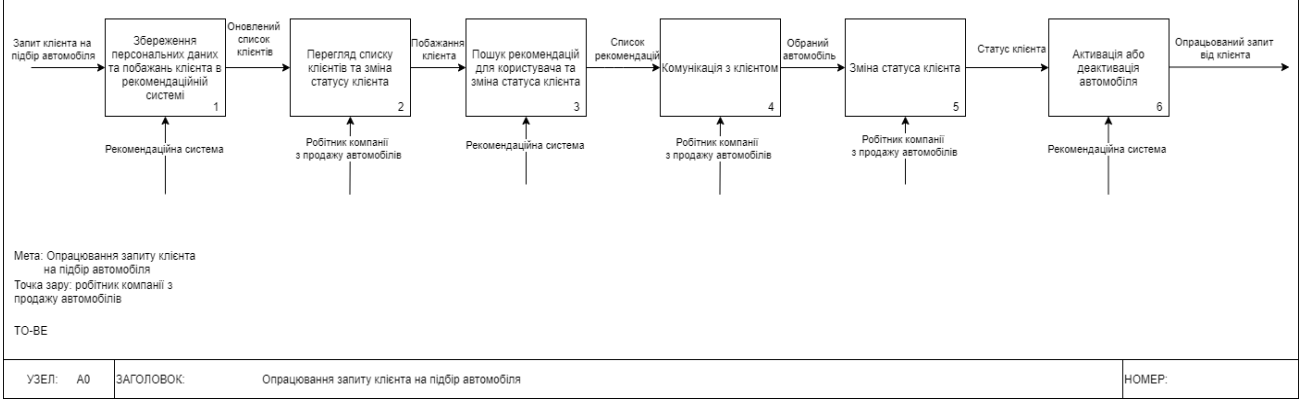 Запит клієнта на
підбір автомобіля
Збереження
персональних даних
та побажань клієнта в
рекомендаційній
системі
1
Рекомендаційна система
Оновлений
список
клієнтів
Перегляд списку
клієнтів та зміна
статусу клієнта
2
Робітник компанії
з продажу автомобілів
Побажання
клієнта
Пошук рекомендацій
для користувача та
зміна статуса клієнта
3
Рекомендаційна система
Список
рекомендацій
Комунікація з клієнтом
4
Робітник компанії
з продажу автомобілів
Обраний
автомобіль
Зміна статуса клієнта
5
Робітник компанії
з продажу автомобілів
Статус клієнта
Активація або
деактивація
автомобіля
6
Рекомендаційна система
Опрацьований запит
від клієнта
Мета: Опрацювання запиту клієнта
на підбір автомобіля
Точка зару: робітник компанії з
продажу автомобілів
TO-BE
УЗЕЛ: A0
ЗАГОЛОВОК: Опрацювання запиту клієнта на підбір автомобіля
НОМЕР: